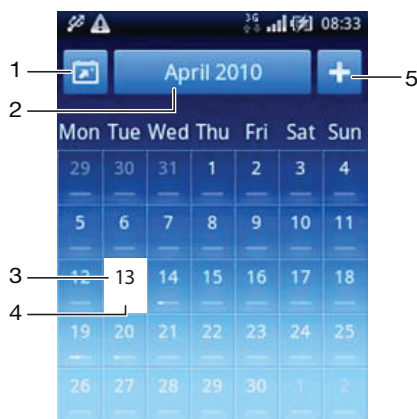 3G 08:33
1 April 2010 + 5
2
Mon Tue Wed Thu Fri Sat Sun
29 30 31 1 2 3 4
5 6 7 8 9 10 11
3
12 13 14 15 16 17 18
4
19 20 21 22 23 24 25
26 27 28 29 30 1 2